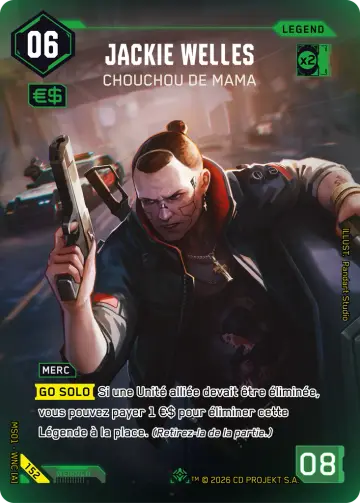 LEGEND
06
JACKIE WELLES
CHOUCHOU DE MAMA
x2
€$
ILLUST. Pandart Studio
MERC
GO SOLO Si une Unité alliée devait être éliminée,
vous pouvez payer 1 €$ pour éliminer cette
Légende à la place. (Retirez-la de la partie.)
152
™ © 2026 CD PROJEKT S.A.
08